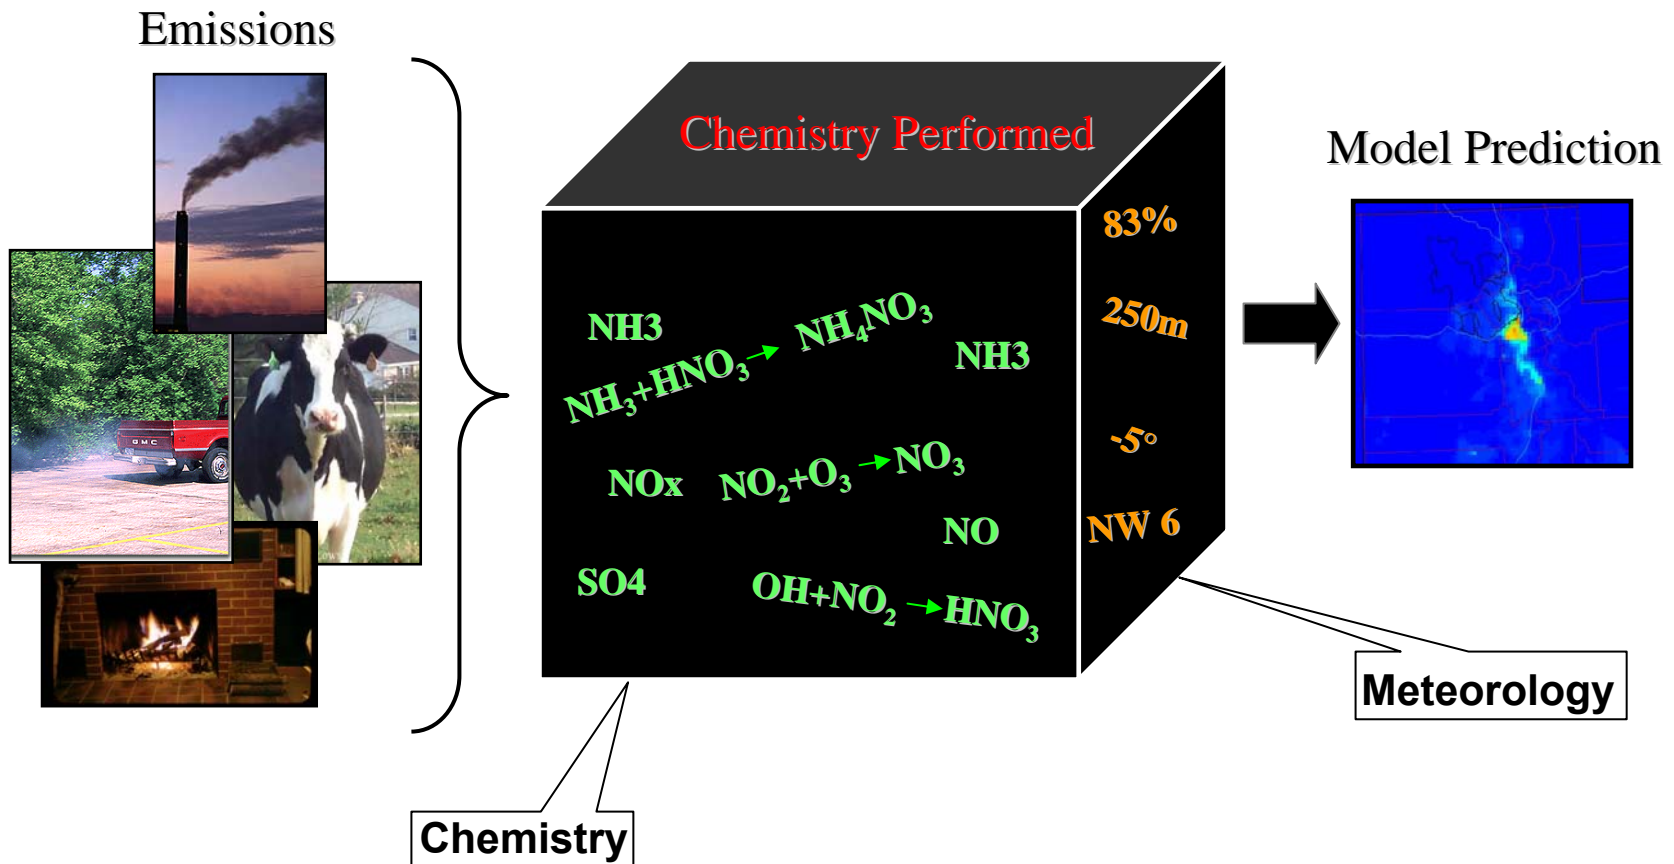 Emissions
Chemistry Performed
Model Prediction
83%
250m
-5°
NW 6
NH3
NH₃+HNO₃→NH₄NO₃
NH3
NOx
NO₂+O₃→NO₃
NO
SO4
OH+NO₂→HNO₃
GMC
Meteorology
Chemistry